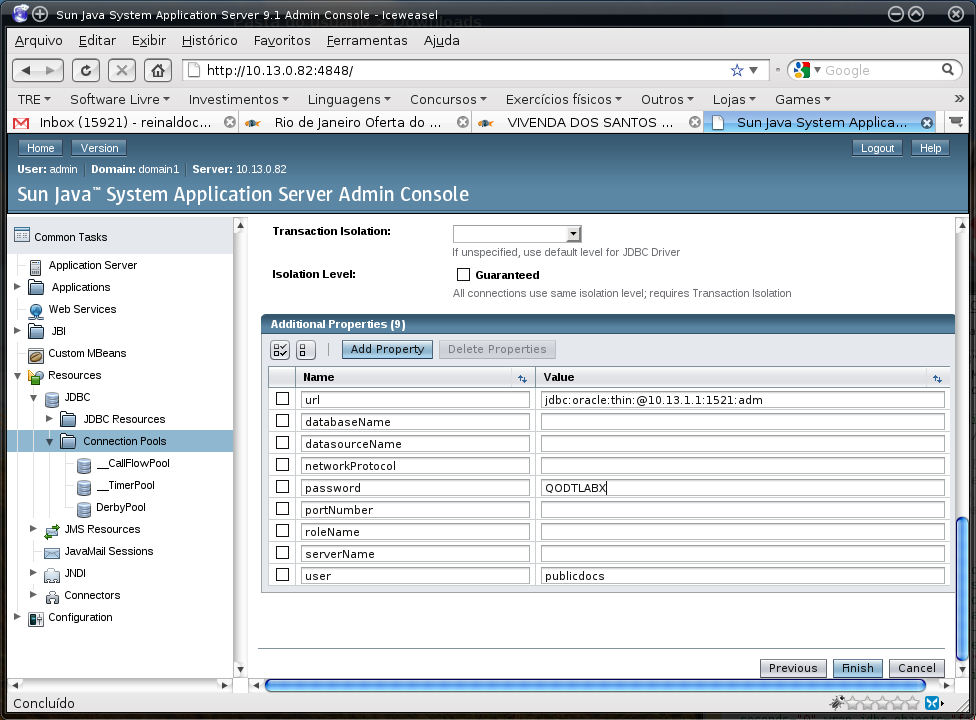 Sun Java System Application Server 9.1 Admin Console - Iceweasel
Arquivo Editar Exibir Histórico Favoritos Ferramentas Ajuda
http://10.13.0.82:4848/
Google
TRE Software Livre Investimentos Linguagens Concursos Exercícios físicos Outros Lojas Games »
Inbox (15921) - reinaldoc... Rio de Janeiro Oferta do ... VIVENDA DOS SANTOS ... Sun Java System Applica...
Home Version Logout Help
User: admin Domain: domain1 Server: 10.13.0.82
Sun Java™ System Application Server Admin Console
Common Tasks
Application Server
Applications
Web Services
JBI
Custom MBeans
Resources
JDBC
JDBC Resources
Connection Pools
__CallFlowPool
__TimerPool
DerbyPool
JMS Resources
JavaMail Sessions
JNDI
Connectors
Configuration
Transaction Isolation:
If unspecified, use default level for JDBC Driver
Isolation Level: Guaranteed
All connections use same isolation level; requires Transaction Isolation
Additional Properties (9)
Add Property Delete Properties
Name Value
url jdbc:oracle:thin:@10.13.1.1:1521:adm
databaseName
datasourceName
networkProtocol
password QODTLABX
portNumber
roleName
serverName
user publicdocs
Previous Finish Cancel
Concluído